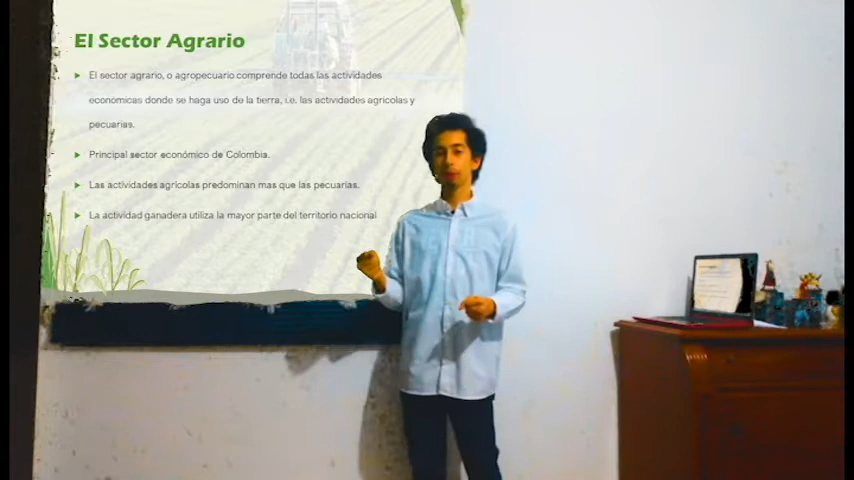 El Sector Agrario
El sector agrario, o agropecuario comprende todas las actividades
económicas donde se haga uso de la tierra, i.e. las actividades agrícolas y
pecuarias.
Principal sector económico de Colombia.
Las actividades agrícolas predominan mas que las pecuarias.
La actividad ganadera utiliza la mayor parte del territorio nacional